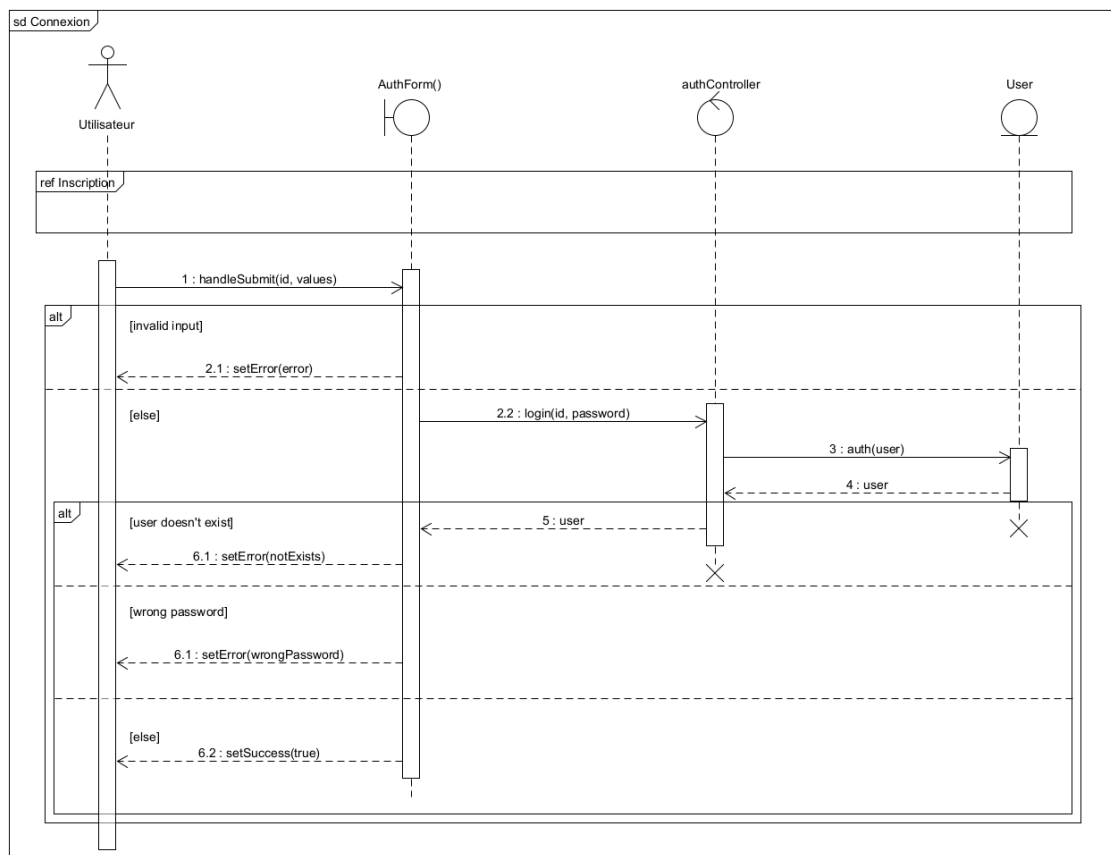 sd Connexion
AuthForm()
authController
User
Utilisateur
ref Inscription
1 : handleSubmit(id, values)
alt
[invalid input]
2.1 : setError(error)
[else]
2.2 : login(id, password)
3 : auth(user)
4 : user
alt
[user doesn't exist]
5 : user
6.1 : setError(notExists)
[wrong password]
6.1 : setError(wrongPassword)
[else]
6.2 : setSuccess(true)